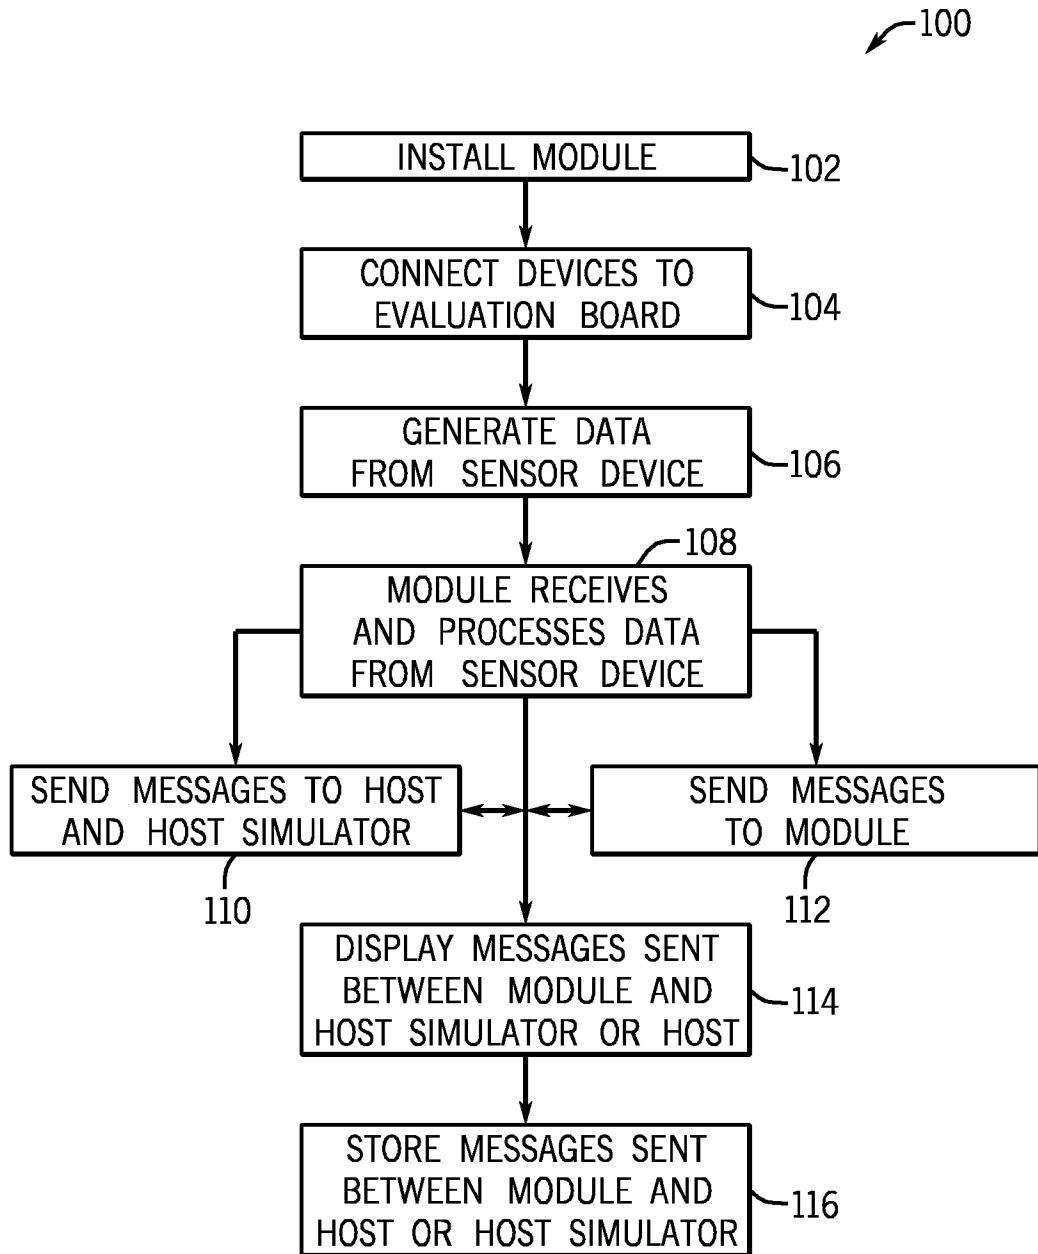 100
INSTALL MODULE
102
CONNECT DEVICES TO
EVALUATION BOARD
104
GENERATE DATA
FROM SENSOR DEVICE
106
108
MODULE RECEIVES
AND PROCESSES DATA
FROM SENSOR DEVICE
SEND MESSAGES TO HOST
AND HOST SIMULATOR
110
SEND MESSAGES
TO MODULE
112
DISPLAY MESSAGES SENT
BETWEEN MODULE AND
HOST SIMULATOR OR HOST
114
STORE MESSAGES SENT
BETWEEN MODULE AND
HOST OR HOST SIMULATOR
116